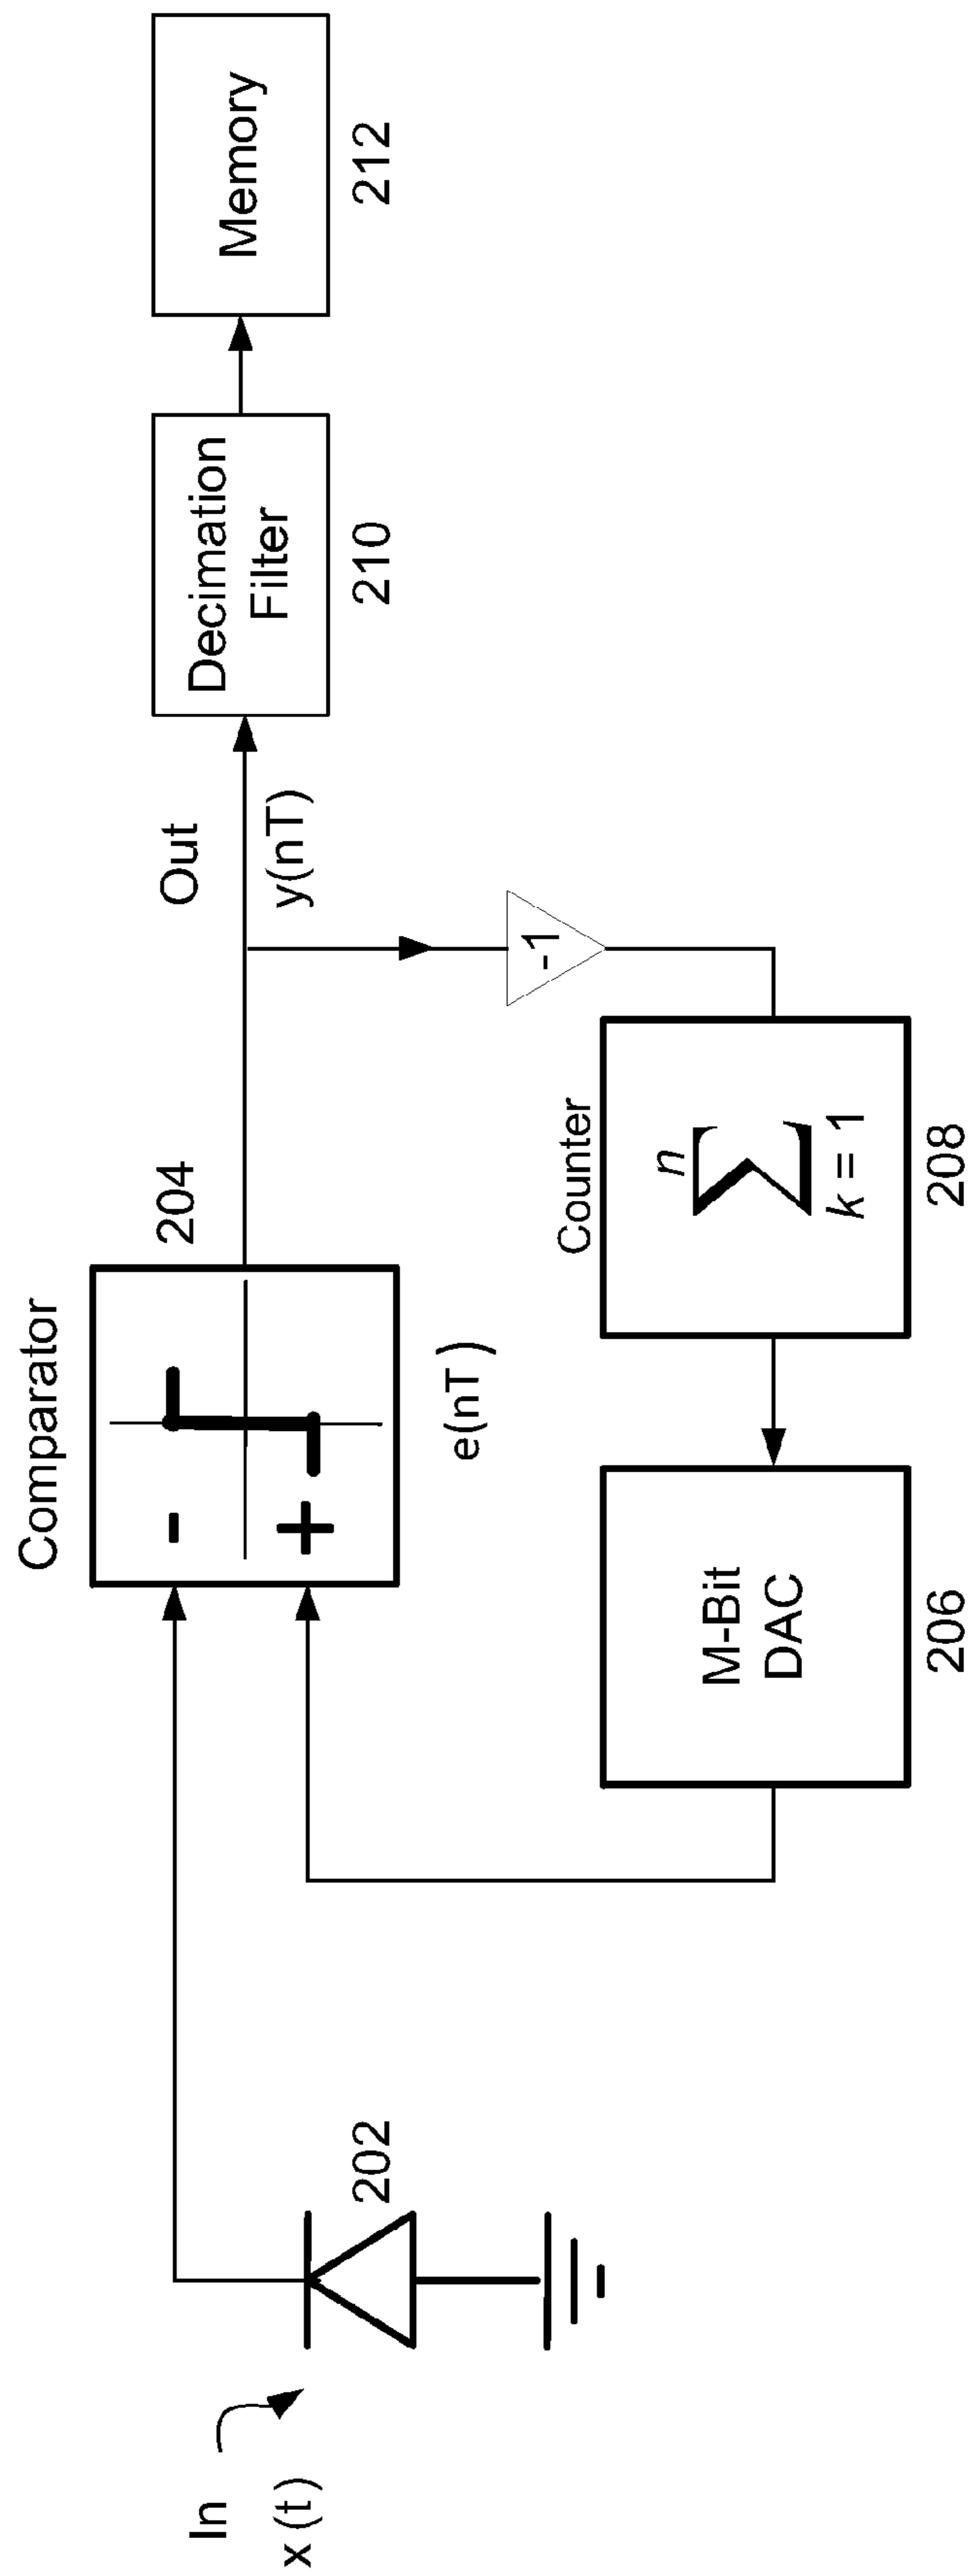 In
x (t)
202
Comparator
-
+
204
e(nT)
Out
y(nT)
Decimation
Filter
210
Memory
212
-1
Counter
n
∑
k = 1
208
M-Bit
DAC
206